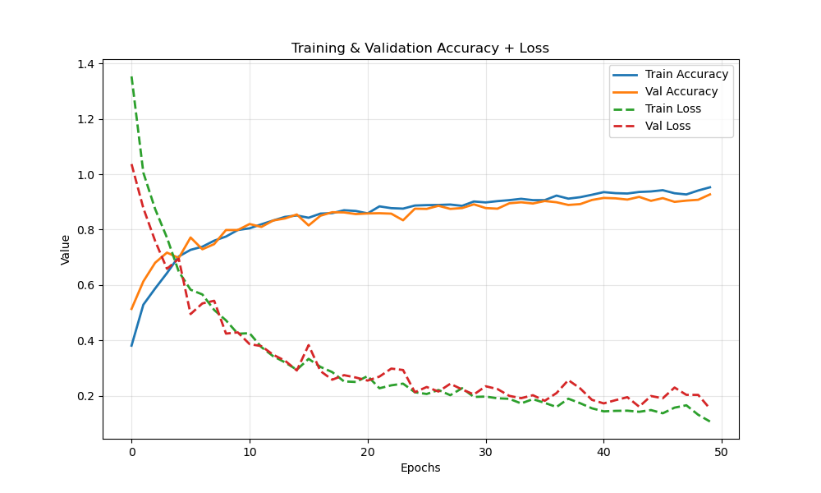 Training & Validation Accuracy + Loss
Train Accuracy
Val Accuracy
Train Loss
Val Loss
Value
1.4
1.2
1.0
0.8
0.6
0.4
0.2
0 10 20 30 40 50
Epochs